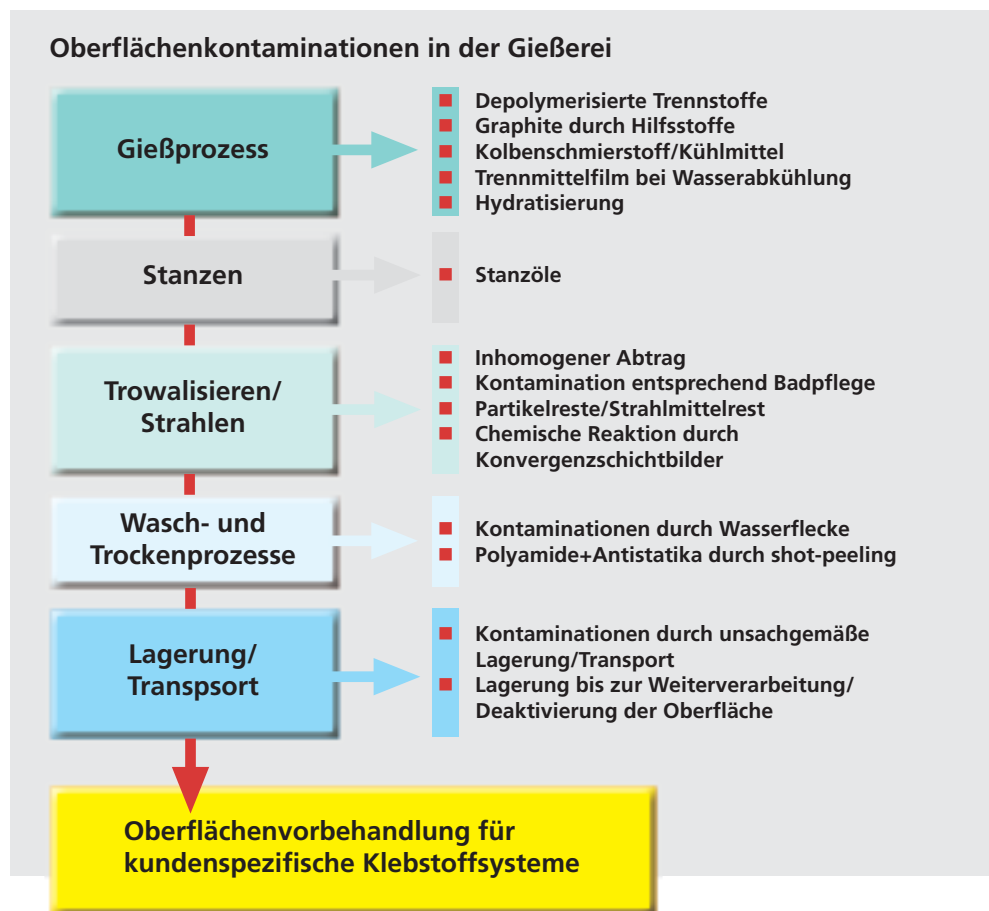 Oberflächenkontaminationen in der Gießerei
Gießprozess
Depolymerisierte Trennstoffe
Graphite durch Hilfsstoffe
Kolbenschmierstoff/Kühlmittel
Trennmittelfilm bei Wasserabkühlung
Hydratisierung
Stanzen
Stanzöle
Trowalisieren/
Strahlen
Inhomogener Abtrag
Kontamination entsprechend Badpflege
Partikelreste/Strahlmittelrest
Chemische Reaktion durch
Konvergenzschichtbilder
Wasch- und
Trockenprozesse
Kontaminationen durch Wasserflecke
Polyamide+Antistatika durch shot-peeling
Lagerung/
Transpsort
Kontaminationen durch unsachgemäße
Lagerung/Transport
Lagerung bis zur Weiterverarbeitung/
Deaktivierung der Oberfläche
Oberflächenvorbehandlung für
kundenspezifische Klebstoffsysteme